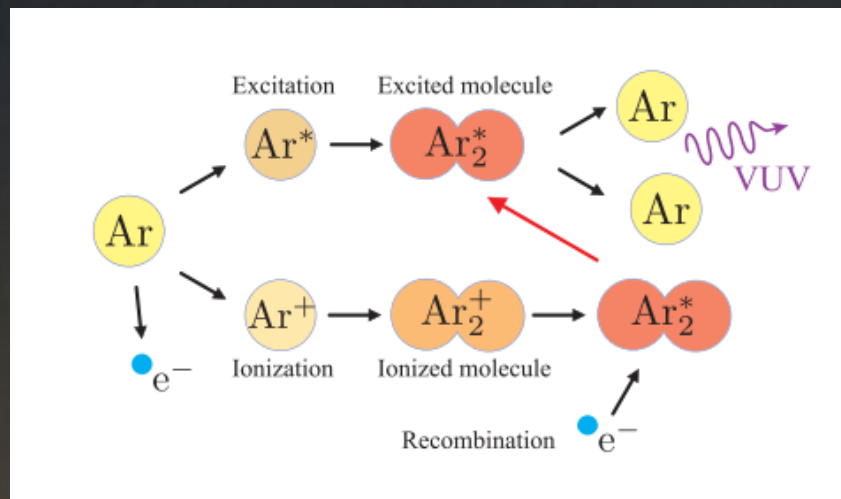 Excitation Excited molecule
Ar
Ar* Ar₂*
VUV
Ar
Ar
Ar⁺ Ar₂⁺ Ar₂*
e⁻
Ionization Ionized molecule
Recombination e⁻